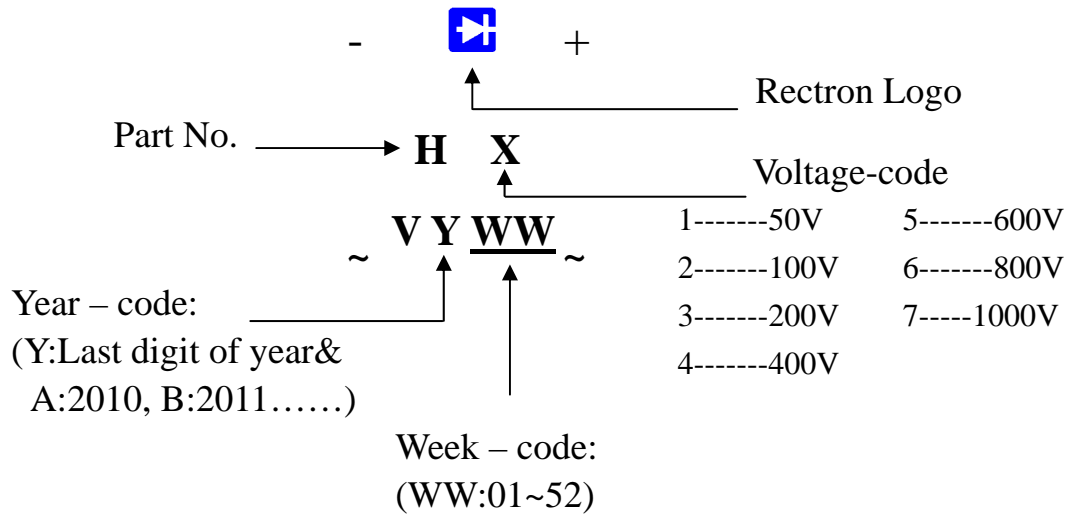 - +
Rectron Logo
Part No.
H X
Voltage-code
V Y WW
~ ~
1-------50V 5-------600V
2-------100V 6-------800V
3-------200V 7-----1000V
4-------400V
Year – code:
(Y:Last digit of year&
A:2010, B:2011……)
Week – code:
(WW:01~52)